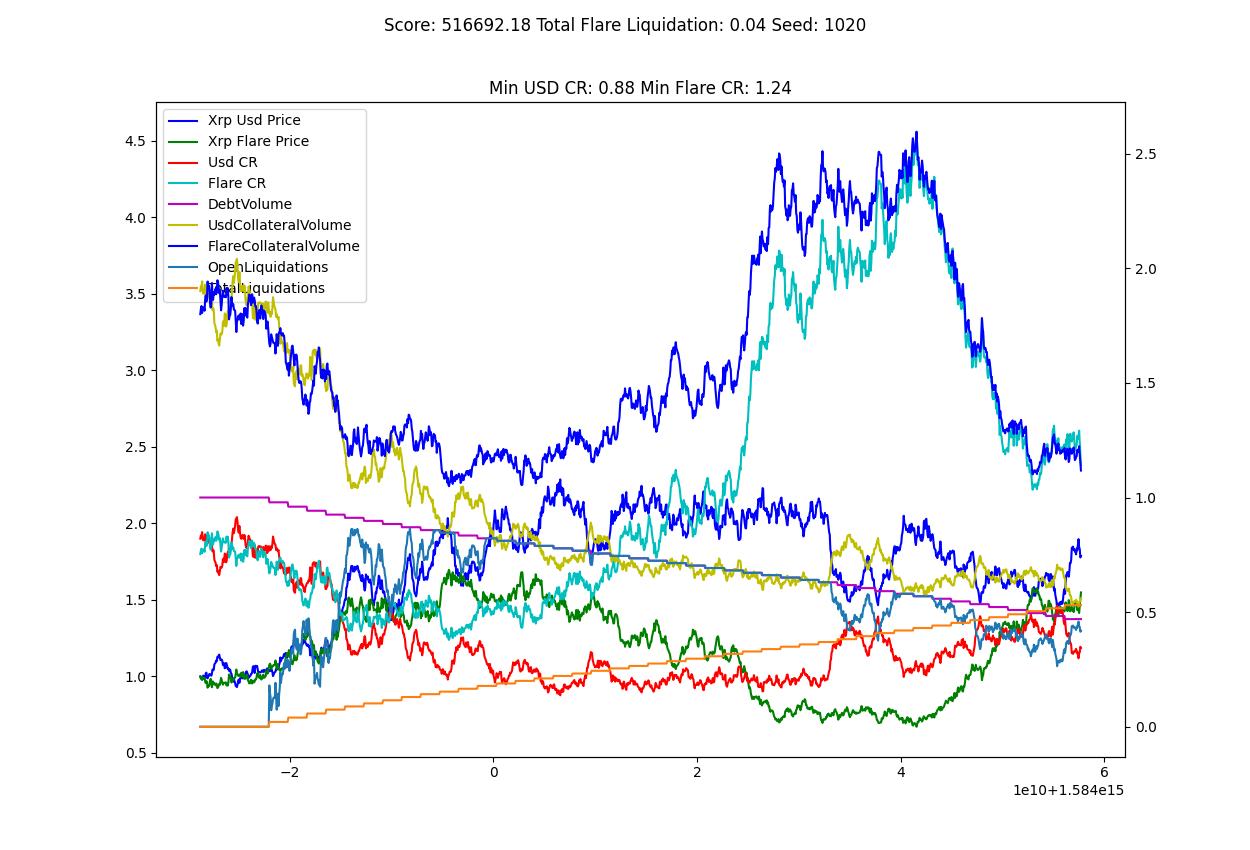 Score: 516692.18 Total Flare Liquidation: 0.04 Seed: 1020
Min USD CR: 0.88 Min Flare CR: 1.24
Xrp Usd Price
Xrp Flare Price
Usd CR
Flare CR
DebtVolume
UsdCollateralVolume
FlareCollateralVolume
OpenLiquidations
TotalLiquidations
4.5
4.0
3.5
3.0
2.5
2.0
1.5
1.0
0.5
2.5
2.0
1.5
1.0
0.5
0.0
−2
0
2
4
6
1e10+1.584e15